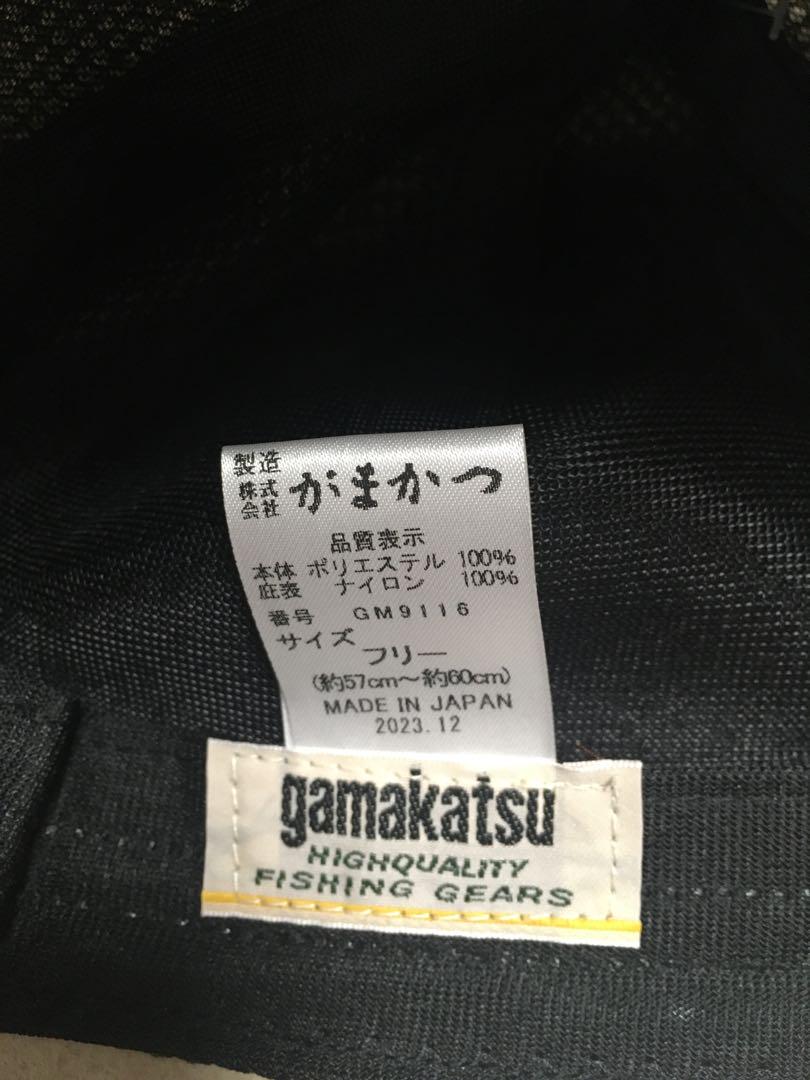 製造
株式会社 がまかつ
品質表示
本体 ポリエステル 100%
庇表 ナイロン 100%
番号 GM9116
サイズ
フリー
(約57cm～約60cm)
MADE IN JAPAN
2023.12
gamakatsu
HIGHQUALITY
FISHING GEARS